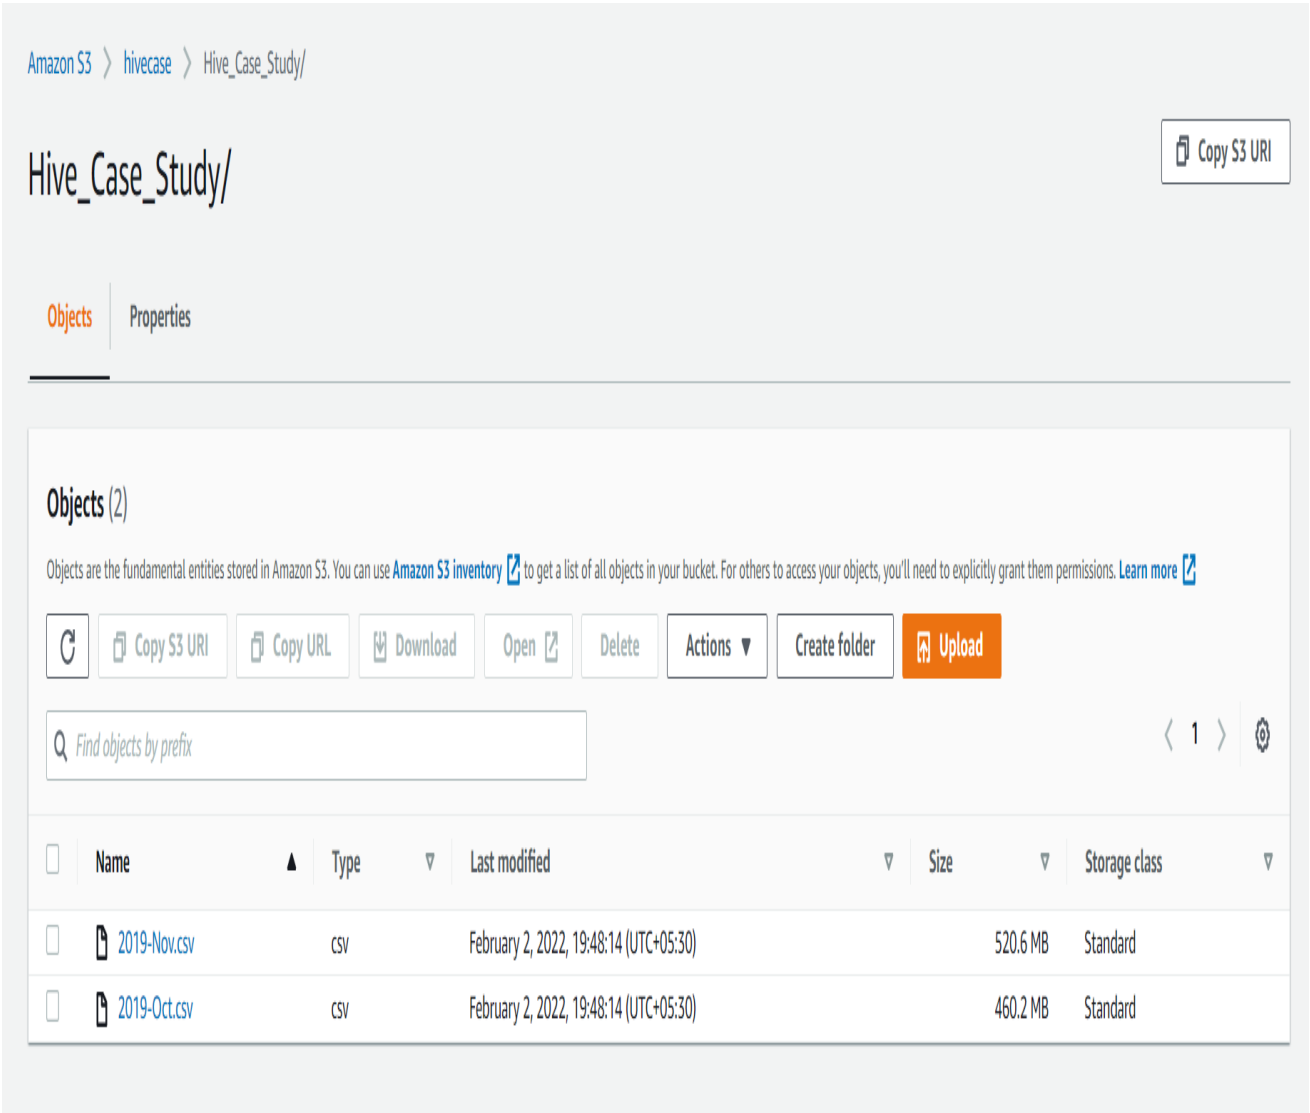 Amazon S3 > hivecase > Hive_Case_Study/
Hive_Case_Study/
Copy S3 URI
Objects Properties
Objects (2)
Objects are the fundamental entities stored in Amazon S3. You can use Amazon S3 inventory to get a list of all objects in your bucket. For others to access your objects, you'll need to explicitly grant them permissions. Learn more
Copy S3 URI Copy URL Download Open Delete Actions Create folder Upload
Find objects by prefix
1
Name Type Last modified Size Storage class
2019-Nov.csv csv February 2, 2022, 19:48:14 (UTC+05:30) 520.6 MB Standard
2019-Oct.csv csv February 2, 2022, 19:48:14 (UTC+05:30) 460.2 MB Standard